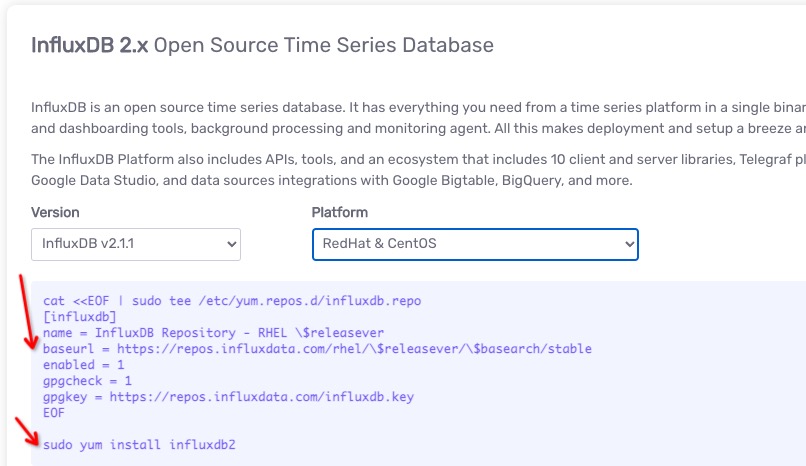 InfluxDB 2.x Open Source Time Series Database
InfluxDB is an open source time series database. It has everything you need from a time series platform in a single binar
and dashboarding tools, background processing and monitoring agent. All this makes deployment and setup a breeze a
The InfluxDB Platform also includes APIs, tools, and an ecosystem that includes 10 client and server libraries, Telegraf pl
Google Data Studio, and data sources integrations with Google Bigtable, BigQuery, and more.
Version Platform
InfluxDB v2.1.1 RedHat & CentOS
cat <<EOF | sudo tee /etc/yum.repos.d/influxdb.repo
[influxdb]
name = InfluxDB Repository - RHEL \$releasever
baseurl = https://repos.influxdata.com/rhel/\$releasever/\$basearch/stable
enabled = 1
gpgcheck = 1
gpgkey = https://repos.influxdata.com/influxdb.key
EOF
sudo yum install influxdb2